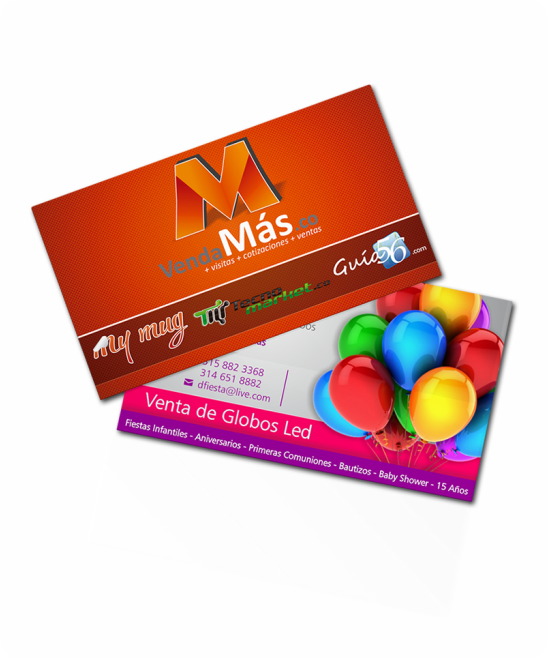 M
VendaMás.co
+ visitas + cotizaciones + ventas
Guía56.com
my mug
Tecno
market.co
315 882 3368
314 651 8882
dfiesta@live.com
Venta de Globos Led
Fiestas Infantiles - Aniversarios - Primeras Comuniones - Bautizos - Baby Shower - 15 Años